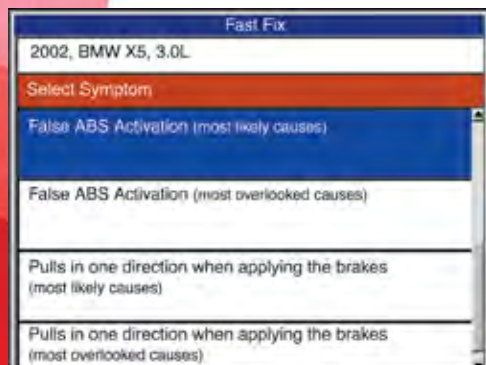 Fast Fix
2002, BMW X5, 3.0L
Select Symptom
False ABS Activation (most likely causes)
False ABS Activation (most overlooked causes)
Pulls in one direction when applying the brakes
(most likely causes)
Pulls in one direction when applying the brakes
(most overlooked causes)